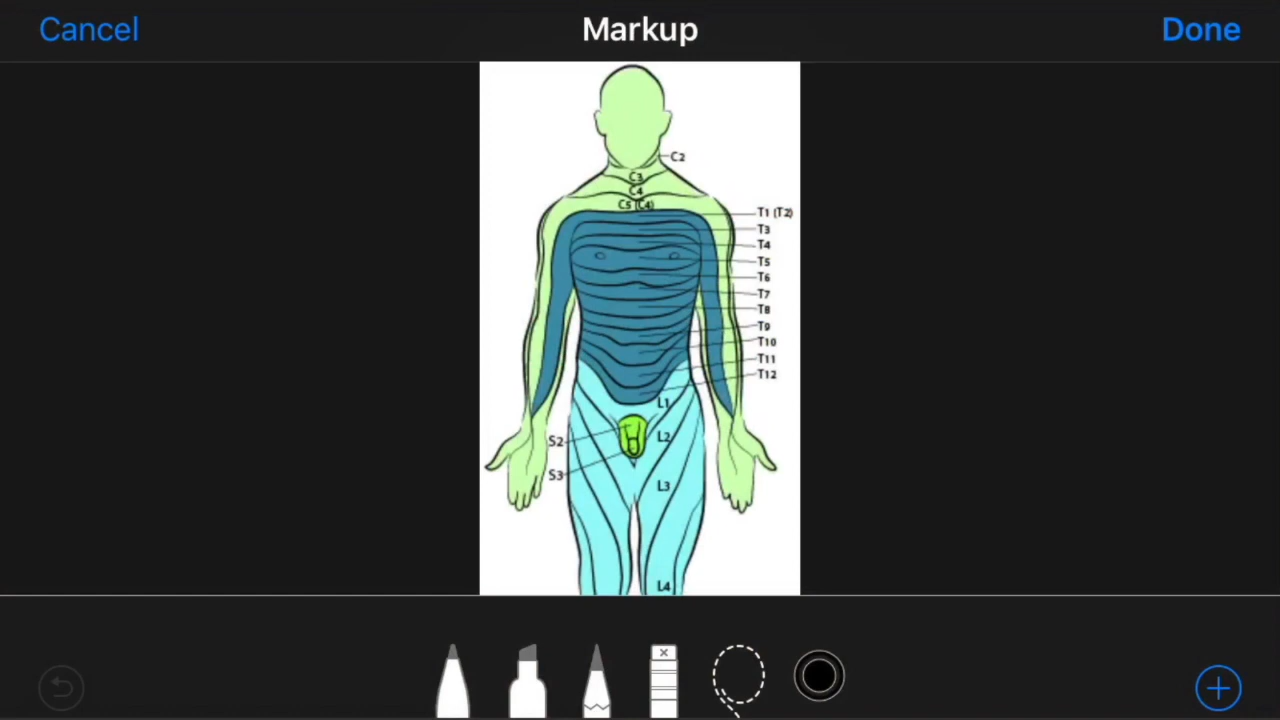 Cancel
Markup
Done
C2
C3
C4
C5 (C4)
T1 (T2)
T3
T4
T5
T6
T7
T8
T9
T10
T11
T12
L1
S2
L2
S3
L3
L4